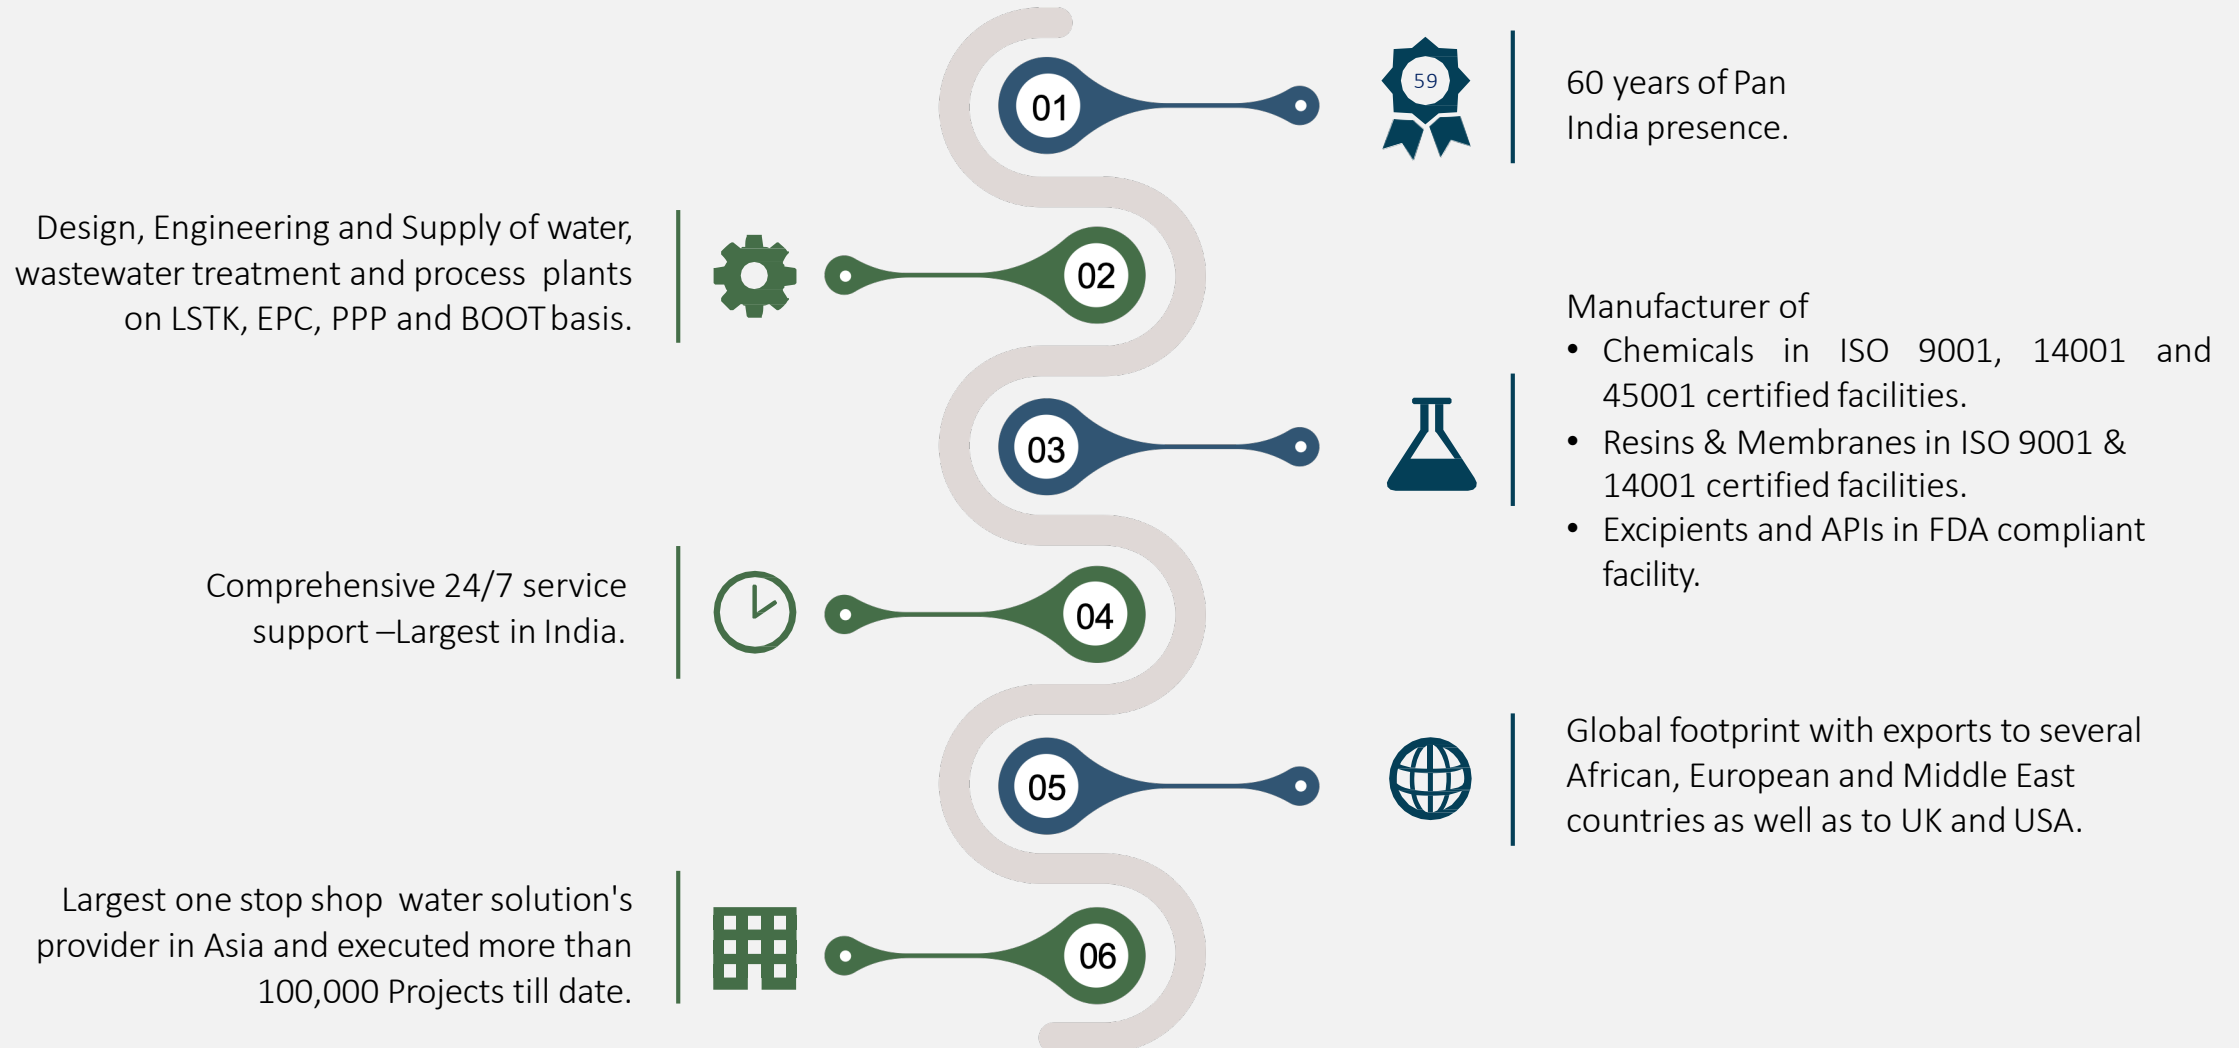 01
59
60 years of Pan
India presence.
Design, Engineering and Supply of water,
wastewater treatment and process plants
on LSTK, EPC, PPP and BOOT basis.
02
03
Manufacturer of
• Chemicals in ISO 9001, 14001 and
45001 certified facilities.
• Resins & Membranes in ISO 9001 &
14001 certified facilities.
• Excipients and APIs in FDA compliant
facility.
Comprehensive 24/7 service
support –Largest in India.
04
05
Global footprint with exports to several
African, European and Middle East
countries as well as to UK and USA.
Largest one stop shop water solution's
provider in Asia and executed more than
100,000 Projects till date.
06